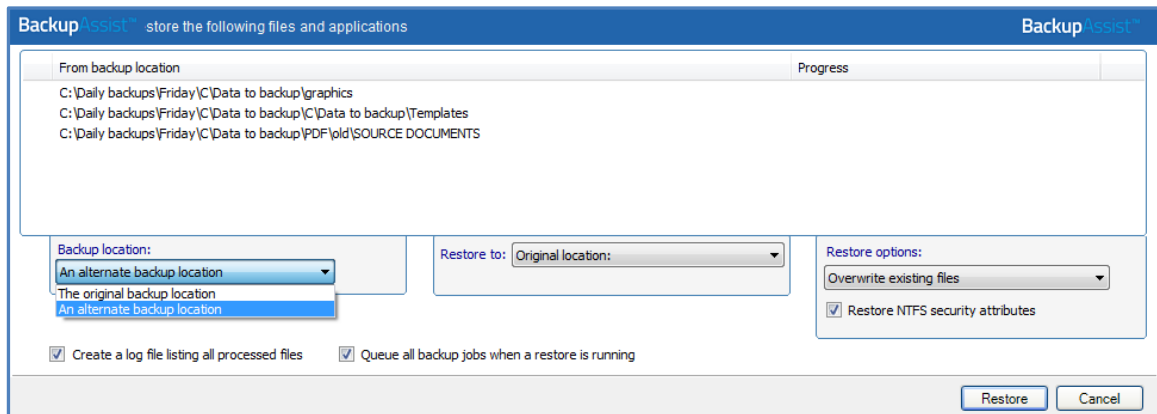 BackupAssist™ store the following files and applications BackupAssist™
From backup location Progress
C:\Daily backups\Friday\C\Data to backup\graphics
C:\Daily backups\Friday\C\Data to backup\C\Data to backup\Templates
C:\Daily backups\Friday\C\Data to backup\PDF\old\SOURCE DOCUMENTS
Backup location:
An alternate backup location
The original backup location
An alternate backup location
Restore to: Original location:
Restore options:
Overwrite existing files
Restore NTFS security attributes
Create a log file listing all processed files Queue all backup jobs when a restore is running
Restore Cancel